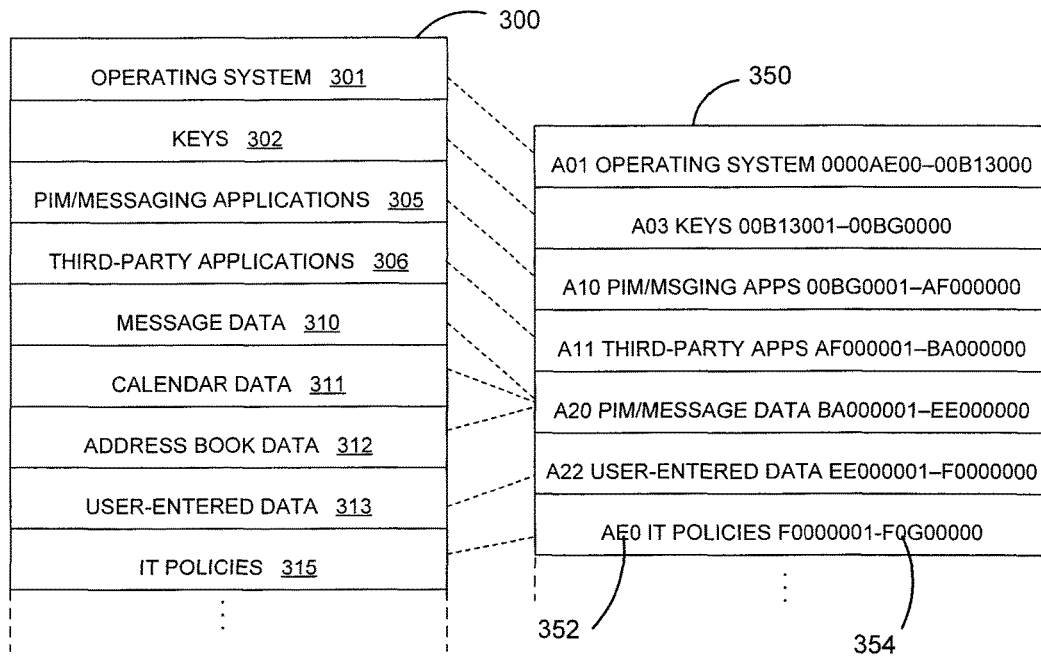 300
OPERATING SYSTEM 301
KEYS 302
PIM/MESSAGING APPLICATIONS 305
THIRD-PARTY APPLICATIONS 306
MESSAGE DATA 310
CALENDAR DATA 311
ADDRESS BOOK DATA 312
USER-ENTERED DATA 313
IT POLICIES 315
350
A01 OPERATING SYSTEM 0000AE00–00B13000
A03 KEYS 00B13001–00BG0000
A10 PIM/MSGING APPS 00BG0001–AF000000
A11 THIRD-PARTY APPS AF000001–BA000000
A20 PIM/MESSAGE DATA BA000001–EE000000
A22 USER-ENTERED DATA EE000001–F0000000
AE0 IT POLICIES F0000001-F0G00000
352
354